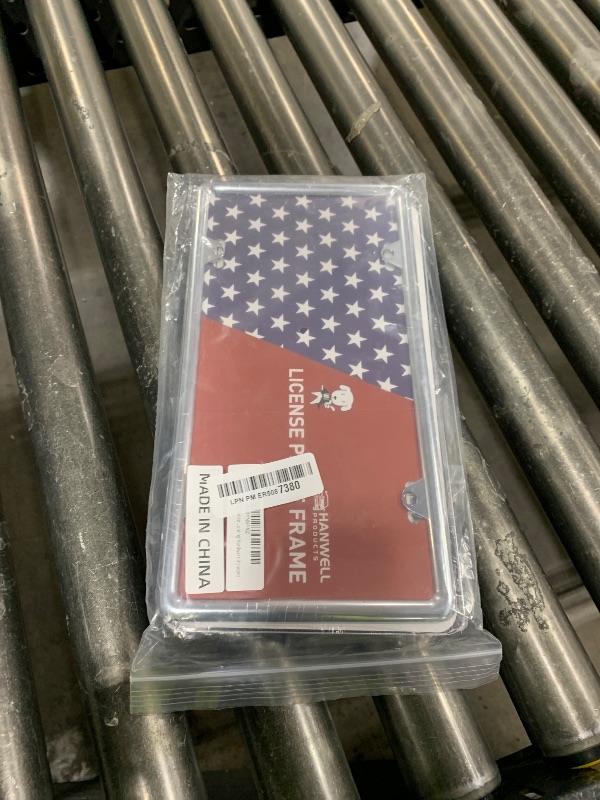 LICENSE P
T FRAME
HANWELL
PRODUCTS
LPN PM ER5087380
MADE IN CHINA